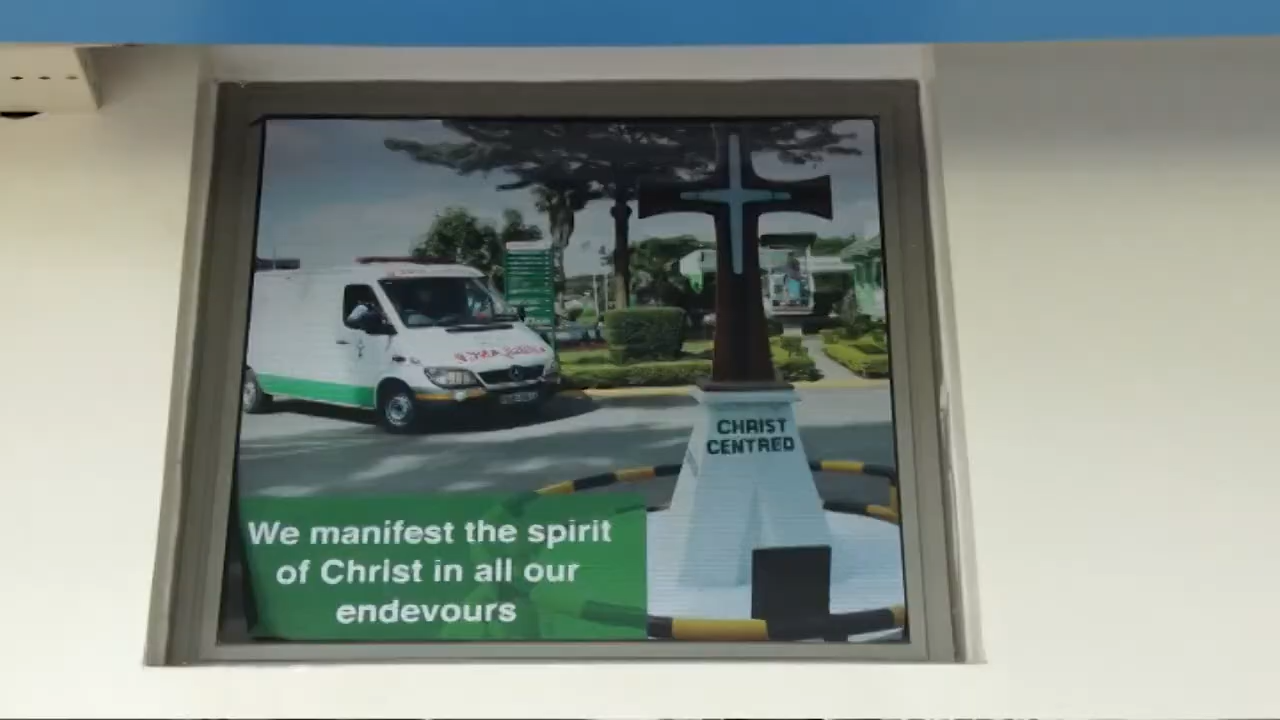 CHRIST
CENTRED
We manifest the spirit
of Christ in all our
endevours